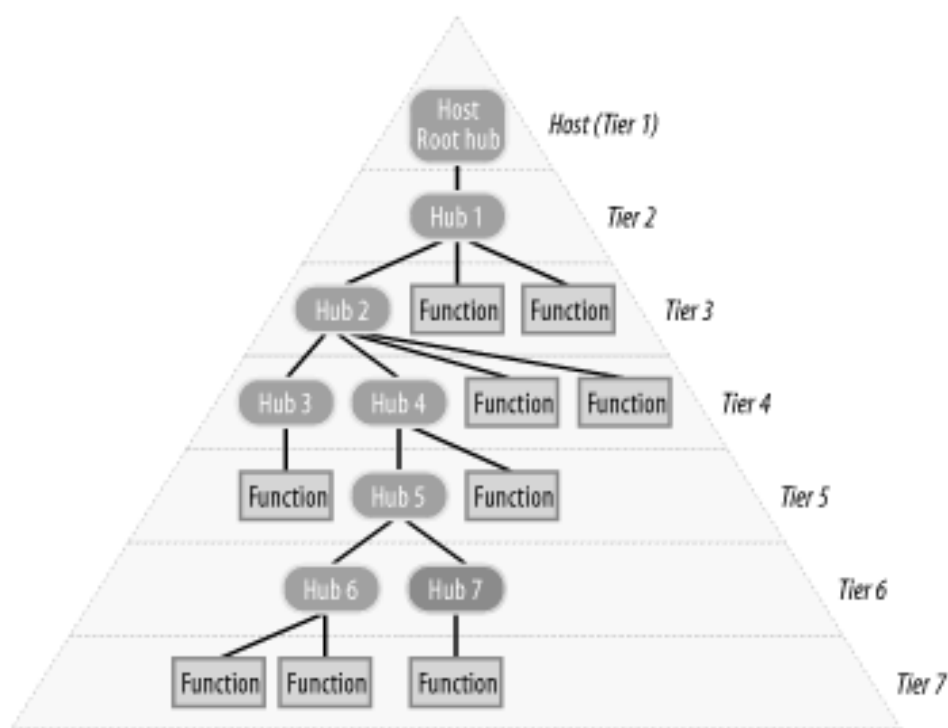 Host
Root hub
Host (Tier 1)
Hub 1
Tier 2
Hub 2
Function
Function
Tier 3
Hub 3
Hub 4
Function
Function
Tier 4
Function
Hub 5
Function
Tier 5
Hub 6
Hub 7
Tier 6
Function
Function
Function
Tier 7